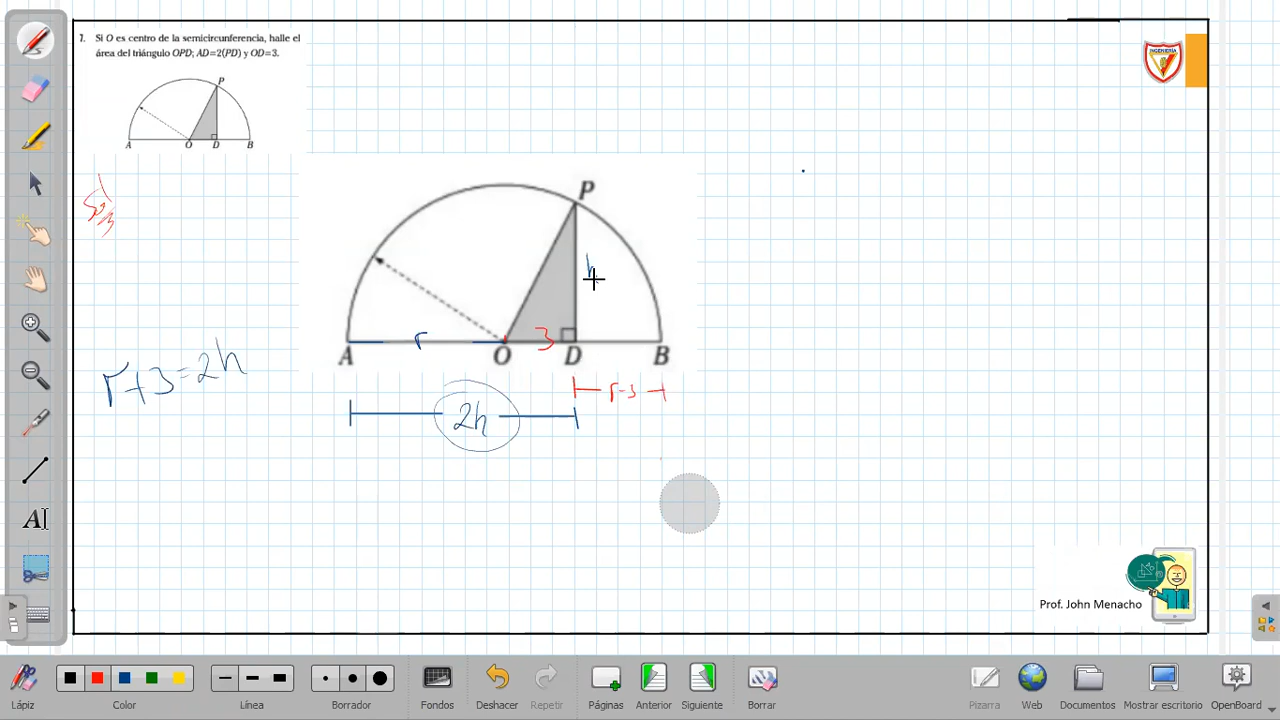 7. Si O es centro de la semicircunferencia, halle el
área del triángulo OPD; AD=2(PD) y OD=3.
P
A O D B
INGENIERÍA
P
h
r 3
A O D B
r-3
r+3=2h
2h
Prof. John Menacho
A
Lápiz
Color
Línea
Borrador
Fondos
Deshacer
Repetir
Páginas
Anterior
Siguiente
Borrar
Pizarra
Web
Documentos
Mostrar escritorio
OpenBoard